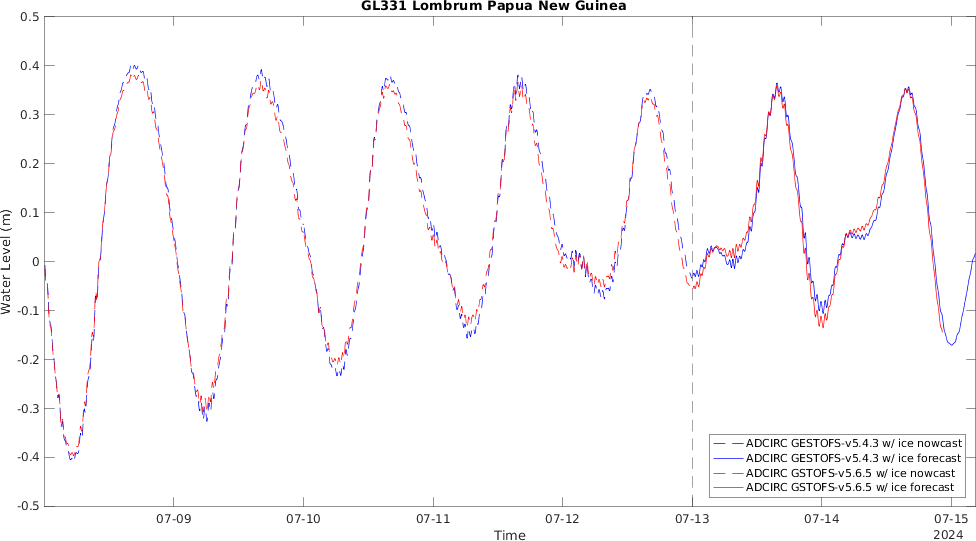 GL331 Lombrum Papua New Guinea
0.5
0.4
0.3
0.2
0.1
0
-0.1
-0.2
-0.3
-0.4
-0.5
Water Level (m)
07-09
07-10
07-11
07-12
07-13
07-14
07-15
Time
2024
ADCIRC GESTOFS-v5.4.3 w/ ice nowcast
ADCIRC GESTOFS-v5.4.3 w/ ice forecast
ADCIRC GSTOFS-v5.6.5 w/ ice nowcast
ADCIRC GSTOFS-v5.6.5 w/ ice forecast